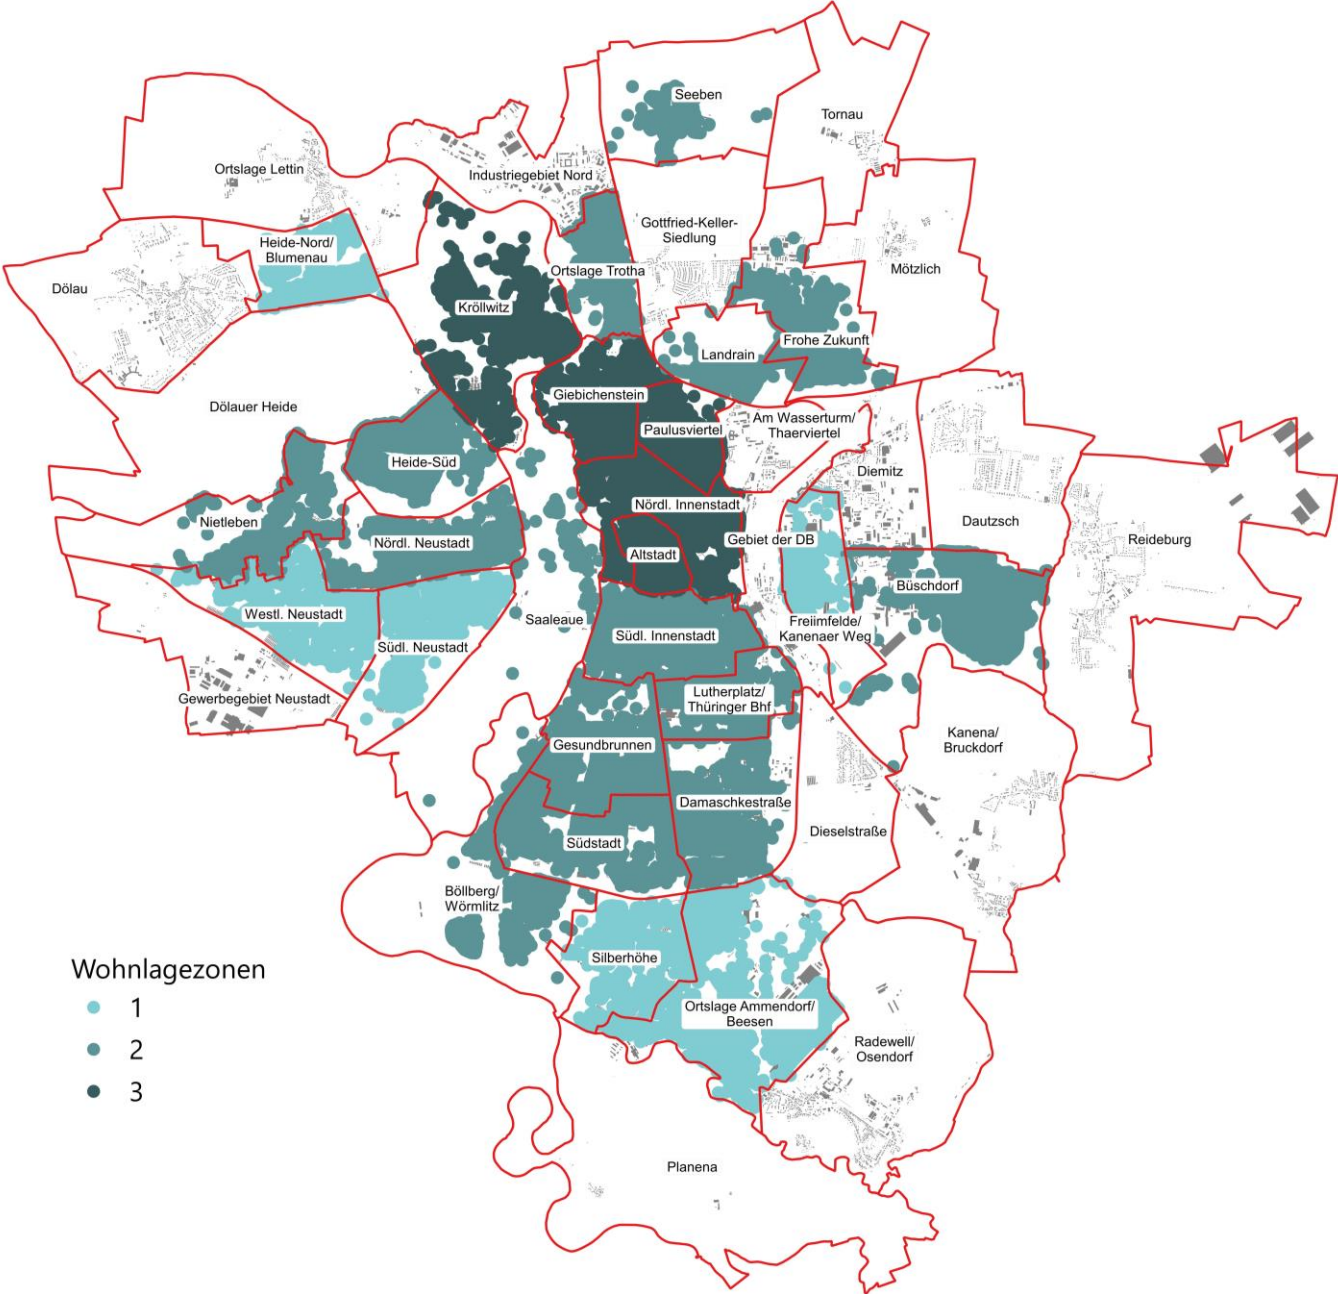 Seeben
Tornau
Ortslage Lettin
Industriegebiet Nord
Gottfried-Keller-
Siedlung
Heide-Nord/
Blumenau
Ortslage Trotha
Mötzlich
Dölau
Kröllwitz
Frohe Zukunft
Landrain
Giebichenstein
Dölauer Heide
Paulusviertel
Am Wasserturm/
Thaerviertel
Heide-Süd
Diemitz
Nördl. Innenstadt
Nietleben
Dautzsch
Nördl. Neustadt
Altstadt
Gebiet der DB
Reideburg
Büschdorf
Westl. Neustadt
Saaleaue
Südl. Innenstadt
Freiimfelde/
Kanenaer Weg
Südl. Neustadt
Gewerbegebiet Neustadt
Lutherplatz/
Thüringer Bhf
Gesundbrunnen
Kanena/
Bruckdorf
Damaschkestraße
Dieselstraße
Südstadt
Böllberg/
Wörmlitz
Silberhöhe
Ortslage Ammendorf/
Beesen
Radewell/
Osendorf
Planena
Wohnlagezonen
1
2
3